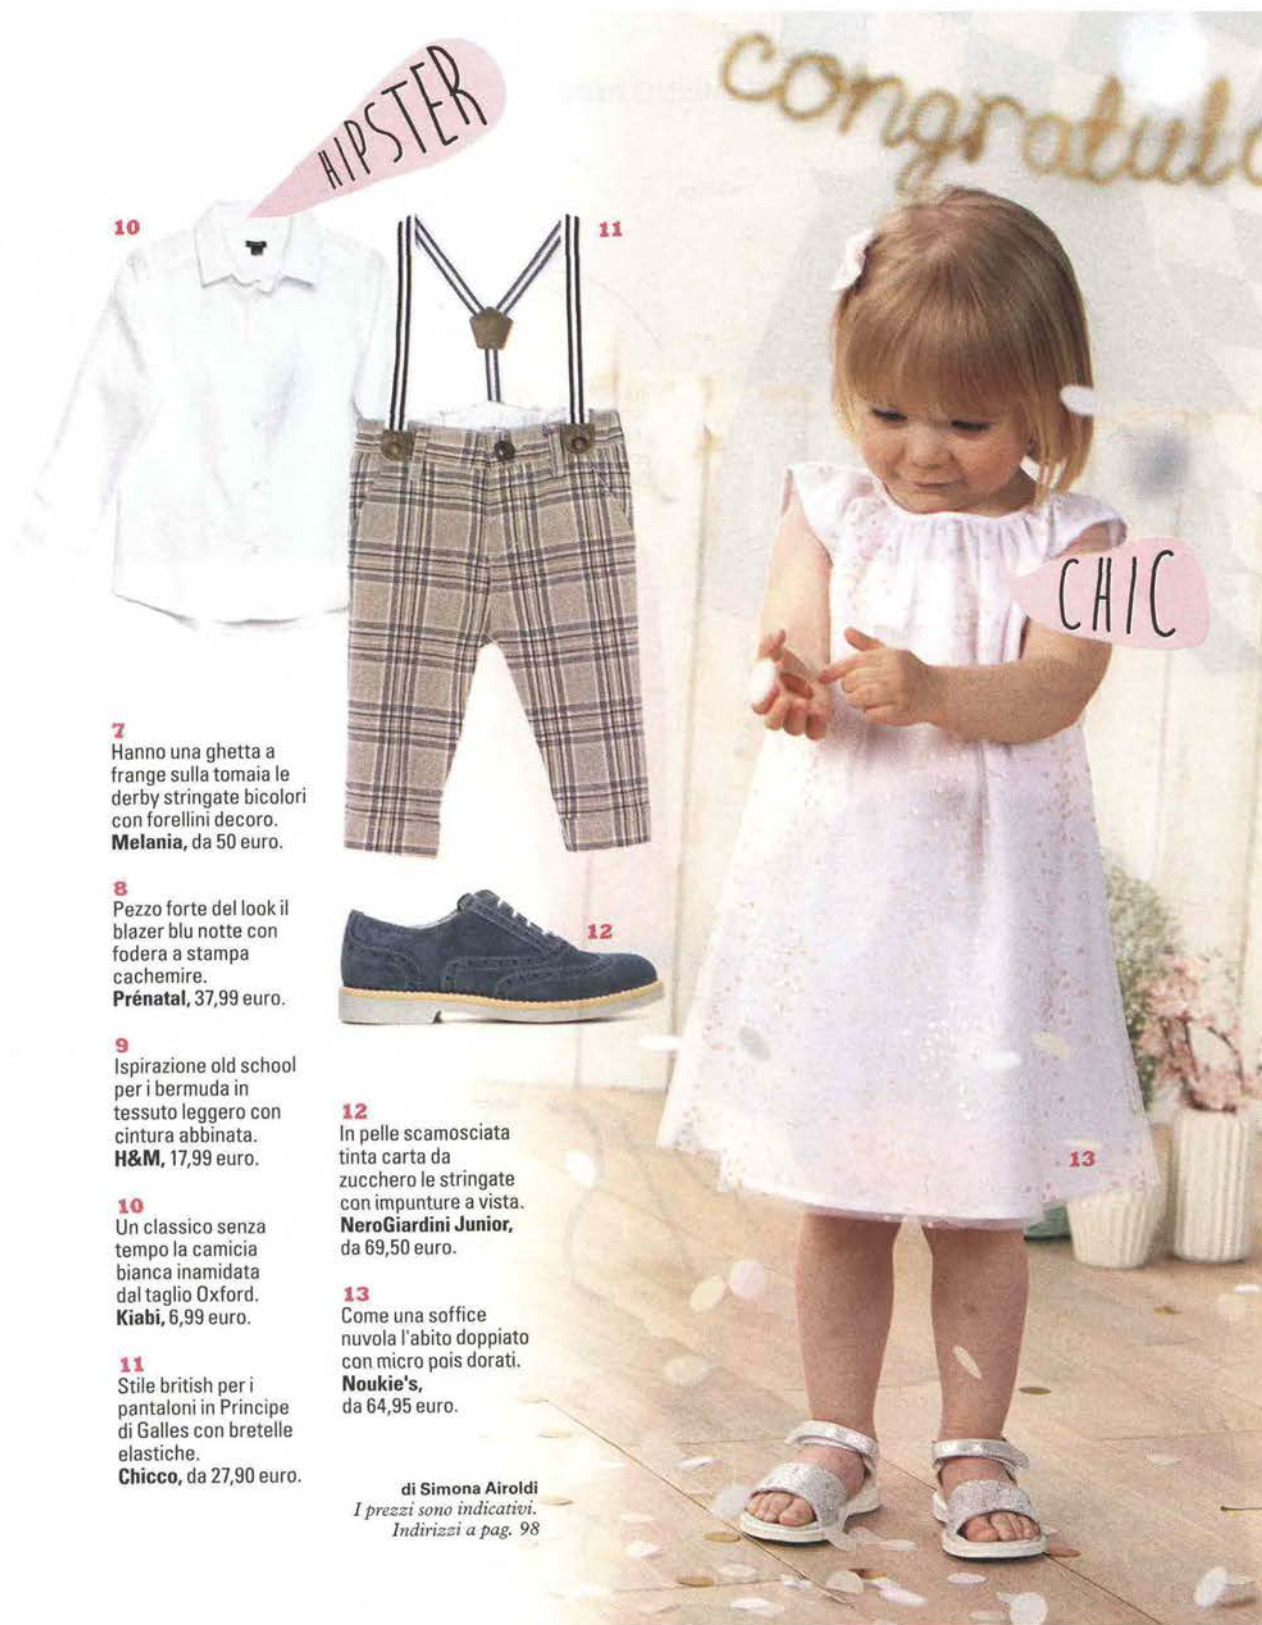 HIPSTER
congratul
10
11
CHIC
7
Hanno una ghetta a
frange sulla tomaia le
derby stringate bicolori
con forellini decoro.
Melania, da 50 euro.
8
Pezzo forte del look il
blazer blu notte con
fodera a stampa
cachemire.
Prénatal, 37,99 euro.
9
Ispirazione old school
per i bermuda in
tessuto leggero con
cintura abbinata.
H&M, 17,99 euro.
10
Un classico senza
tempo la camicia
bianca inamidata
dal taglio Oxford.
Kiabi, 6,99 euro.
11
Stile british per i
pantaloni in Principe
di Galles con bretelle
elastiche.
Chicco, da 27,90 euro.
12
12
In pelle scamosciata
tinta carta da
zucchero le stringate
con impunture a vista.
NeroGiardini Junior,
da 69,50 euro.
13
Come una soffice
nuvola l'abito doppiato
con micro pois dorati.
Noukie's,
da 64,95 euro.
13
di Simona Airoldi
I prezzi sono indicativi.
Indirizzi a pag. 98